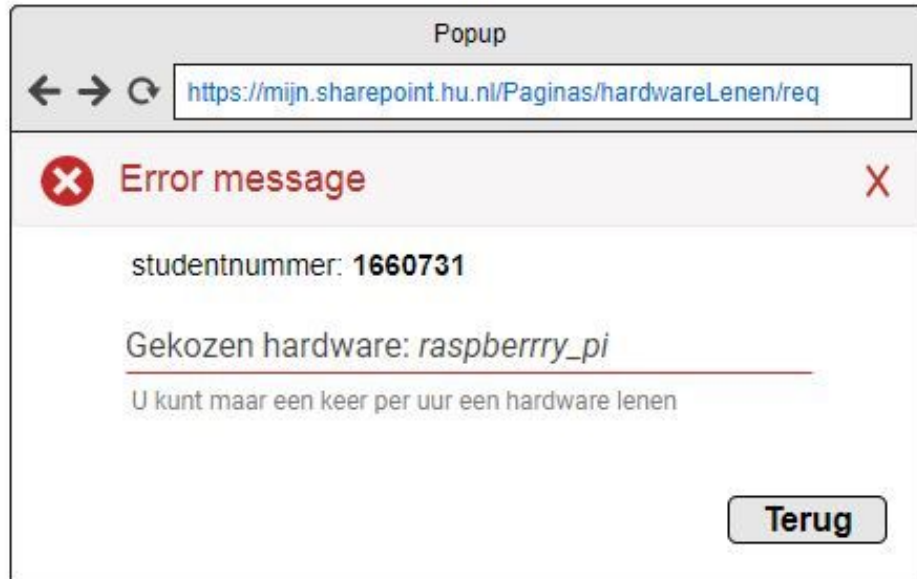 Popup
https://mijn.sharepoint.hu.nl/Paginas/hardwareLenen/req
Error message X
studentnummer: 1660731
Gekozen hardware: raspberrry_pi
U kunt maar een keer per uur een hardware lenen
Terug